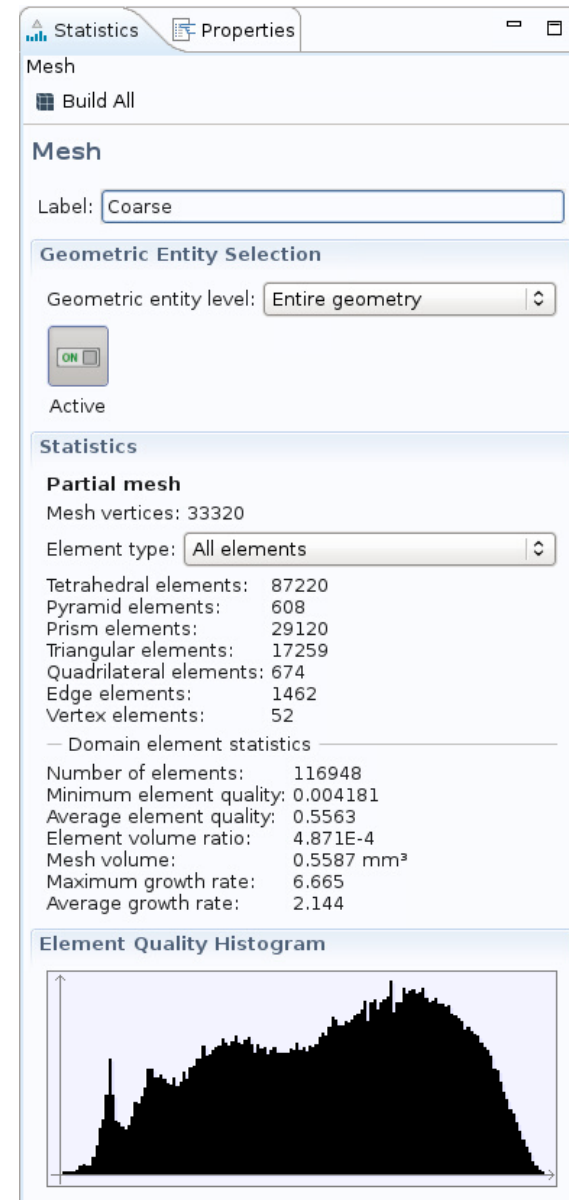 Statistics Properties
Mesh
Build All
Mesh
Label: Coarse
Geometric Entity Selection
Geometric entity level: Entire geometry
ON
Active
Statistics
Partial mesh
Mesh vertices: 33320
Element type: All elements
Tetrahedral elements: 87220
Pyramid elements: 608
Prism elements: 29120
Triangular elements: 17259
Quadrilateral elements: 674
Edge elements: 1462
Vertex elements: 52
Domain element statistics
Number of elements: 116948
Minimum element quality: 0.004181
Average element quality: 0.5563
Element volume ratio: 4.871E-4
Mesh volume: 0.5587 mm³
Maximum growth rate: 6.665
Average growth rate: 2.144
Element Quality Histogram